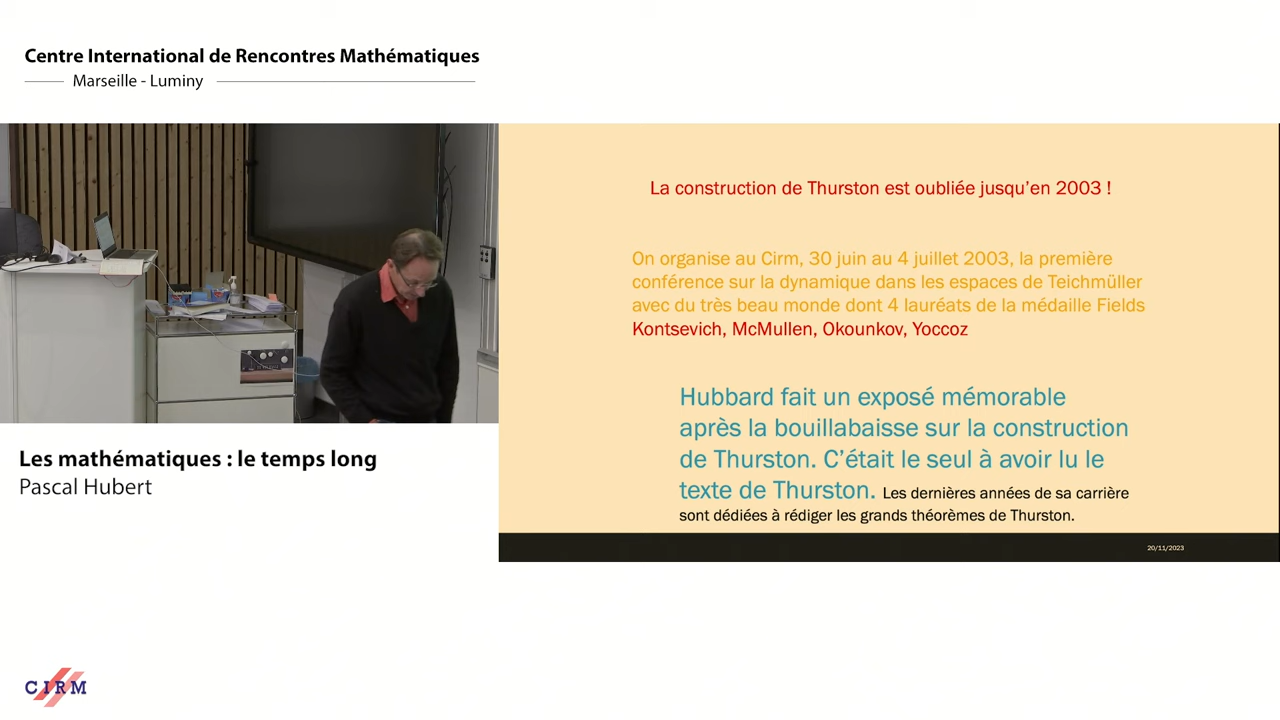 Centre International de Rencontres Mathématiques
Marseille - Luminy
La construction de Thurston est oubliée jusqu'en 2003 !
On organise au Cirm, 30 juin au 4 juillet 2003, la première
conférence sur la dynamique dans les espaces de Teichmüller
avec du très beau monde dont 4 lauréats de la médaille Fields
Kontsevich, McMullen, Okounkov, Yoccoz
Hubbard fait un exposé mémorable
après la bouillabaisse sur la construction
de Thurston. C'était le seul à avoir lu le
texte de Thurston. Les dernières années de sa carrière
sont dédiées à rédiger les grands théorèmes de Thurston.
20/11/2023
Les mathématiques : le temps long
Pascal Hubert
CIRM